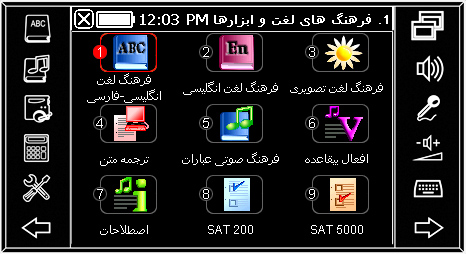 12:03 PM
1. فرهنگ های لغت و ابزارها
ABC
1
ABC
فرهنگ لغت
انگلیسی-فارسی
2
En
فرهنگ لغت انگلیسی
3
فرهنگ لغت تصویری
4
ترجمه متن
5
فرهنگ صوتی عبارات
6
V
افعال بیقاعده
7
i
اصطلاحات
8
SAT 200
9
SAT 5000